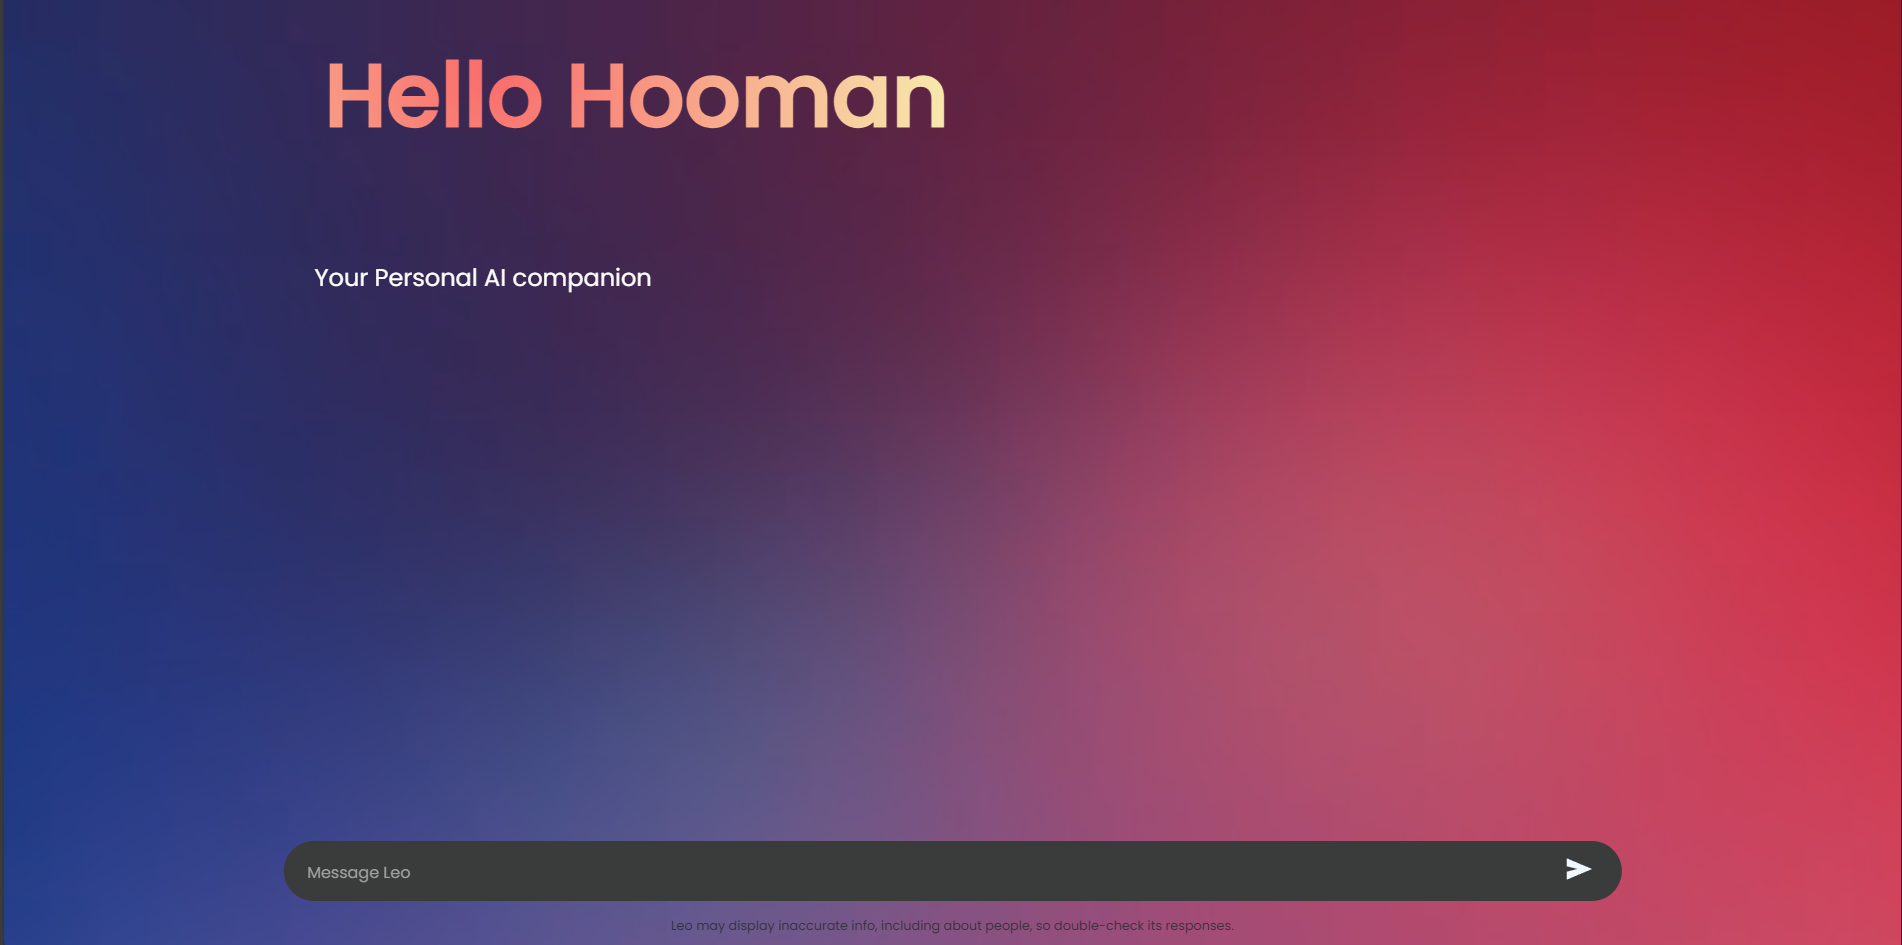 Hello Hooman
Your Personal AI companion
Message Leo
Leo may display inaccurate info, including about people, so double-check its responses.